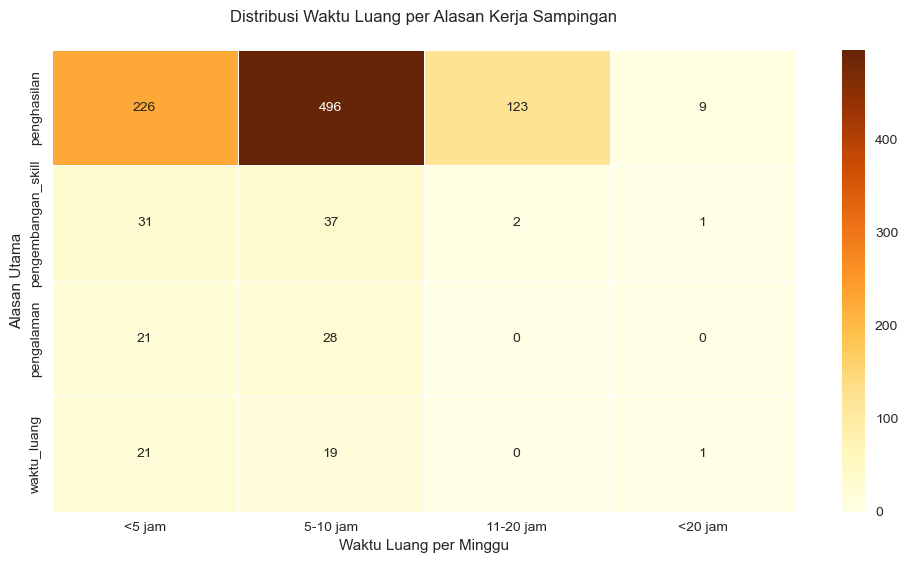 Distribusi Waktu Luang per Alasan Kerja Sampingan
Alasan Utama
penghasilan
226 496 123 9
pengembangan_skill
31 37 2 1
pengalaman
21 28 0 0
waktu_luang
21 19 0 1
<5 jam 5-10 jam 11-20 jam <20 jam
Waktu Luang per Minggu
400
300
200
100
0